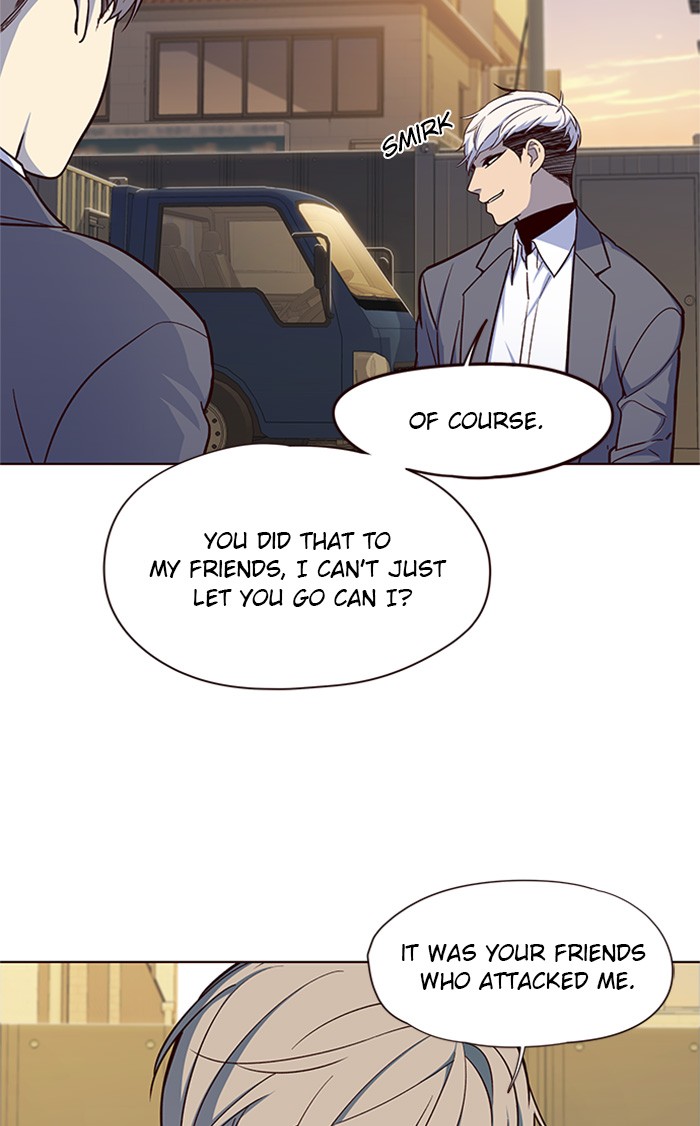 SMIRK
OF COURSE.
YOU DID THAT TO
MY FRIENDS, I CAN'T JUST
LET YOU GO CAN I?
IT WAS YOUR FRIENDS
WHO ATTACKED ME.